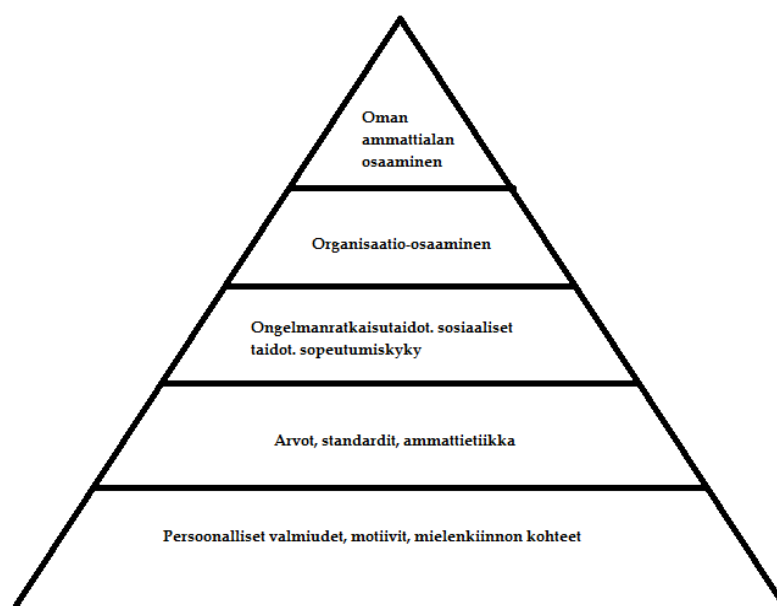 Oman
ammattialan
osaaminen
Organisaatio-osaaminen
Ongelmanratkaisutaidot. sosiaaliset
taidot. sopeutumiskyky
Arvot, standardit, ammattietiikka
Persoonalliset valmiudet, motiivit, mielenkiinnon kohteet